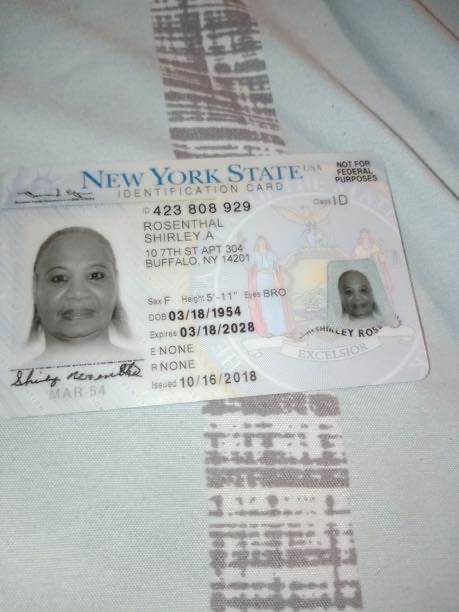 NEW YORK STATE USA
IDENTIFICATION CARD
NOT FOR
FEDERAL
PURPOSES
ID 423 808 929
Class ID
ROSENTHAL
SHIRLEY,A
10 7TH ST APT 304
BUFFALO, NY 14201
Sex F Height 5'-11" Eyes BRO
DOB 03/18/1954
Expires 03/18/2028
E NONE
R NONE
Issued 10/16/2018
SHIRLEY ROS
EXCELSIOR
Shirley Rosenthal
MAR-54